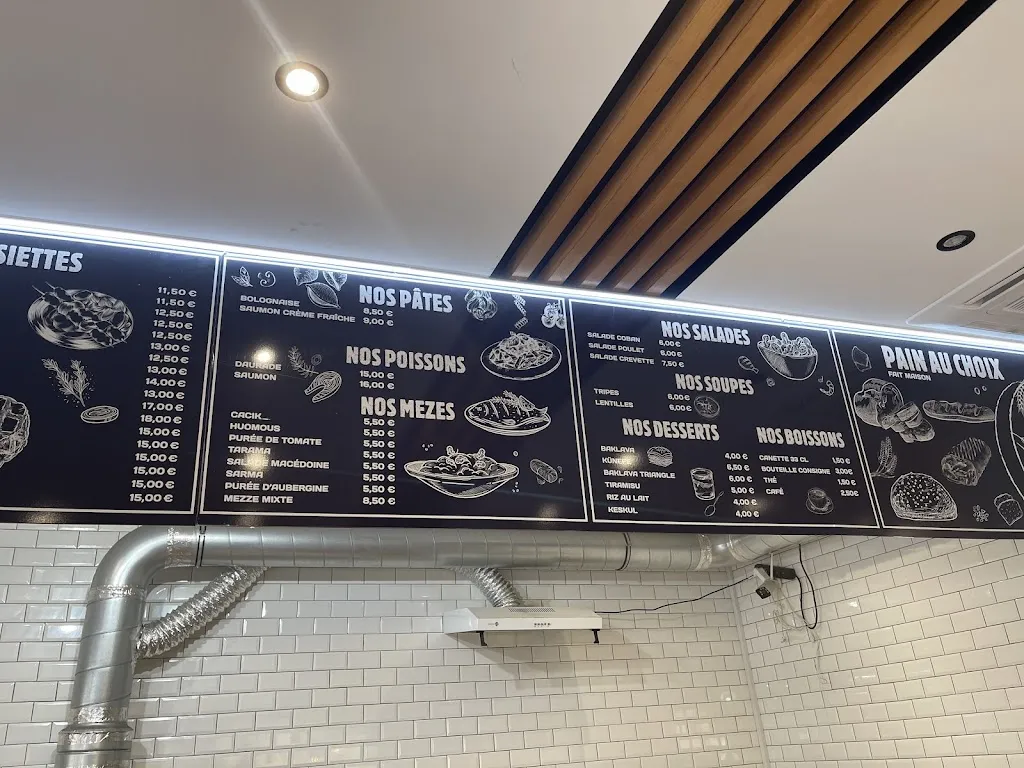 SIETTES
11,50 €
11,50 €
12,50 €
12,50 €
12,50 €
13,00 €
12,50 €
13,00 €
14,00 €
13,00 €
17,00 €
18,00 €
15,00 €
15,00 €
15,00 €
15,00 €
15,00 €
NOS PÂTES
BOLOGNAISE 8,50 €
SAUMON CRÈME FRAÎCHE 9,00 €
NOS POISSONS
DAURADE 15,00 €
SAUMON 16,00 €
NOS MEZES
CACIK 5,50 €
HUOMOUS 5,50 €
PURÉE DE TOMATE 5,50 €
TARAMA 5,50 €
SALADE MACÉDOINE 5,50 €
SARMA 5,50 €
PURÉE D'AUBERGINE 5,50 €
MEZZE MIXTE 8,50 €
NOS SALADES
SALADE COBAN 6,00 €
SALADE POULET 6,00 €
SALADE CREVETTE 7,50 €
NOS SOUPES
TRIPES 6,00 €
LENTILLES 6,00 €
NOS DESSERTS
BAKLAVA 4,00 €
KÜNEFE 6,50 €
BAKLAVA TRIANGLE 6,00 €
TIRAMISU 5,00 €
RIZ AU LAIT 4,00 €
KESKUL 4,00 €
NOS BOISSONS
CANETTE 33 CL 1,50 €
BOUTEILLE CONSIGNE 3,00€
THÉ 1,50 €
CAFÉ 2,50€
PAIN AU CHOIX
FAIT MAISON